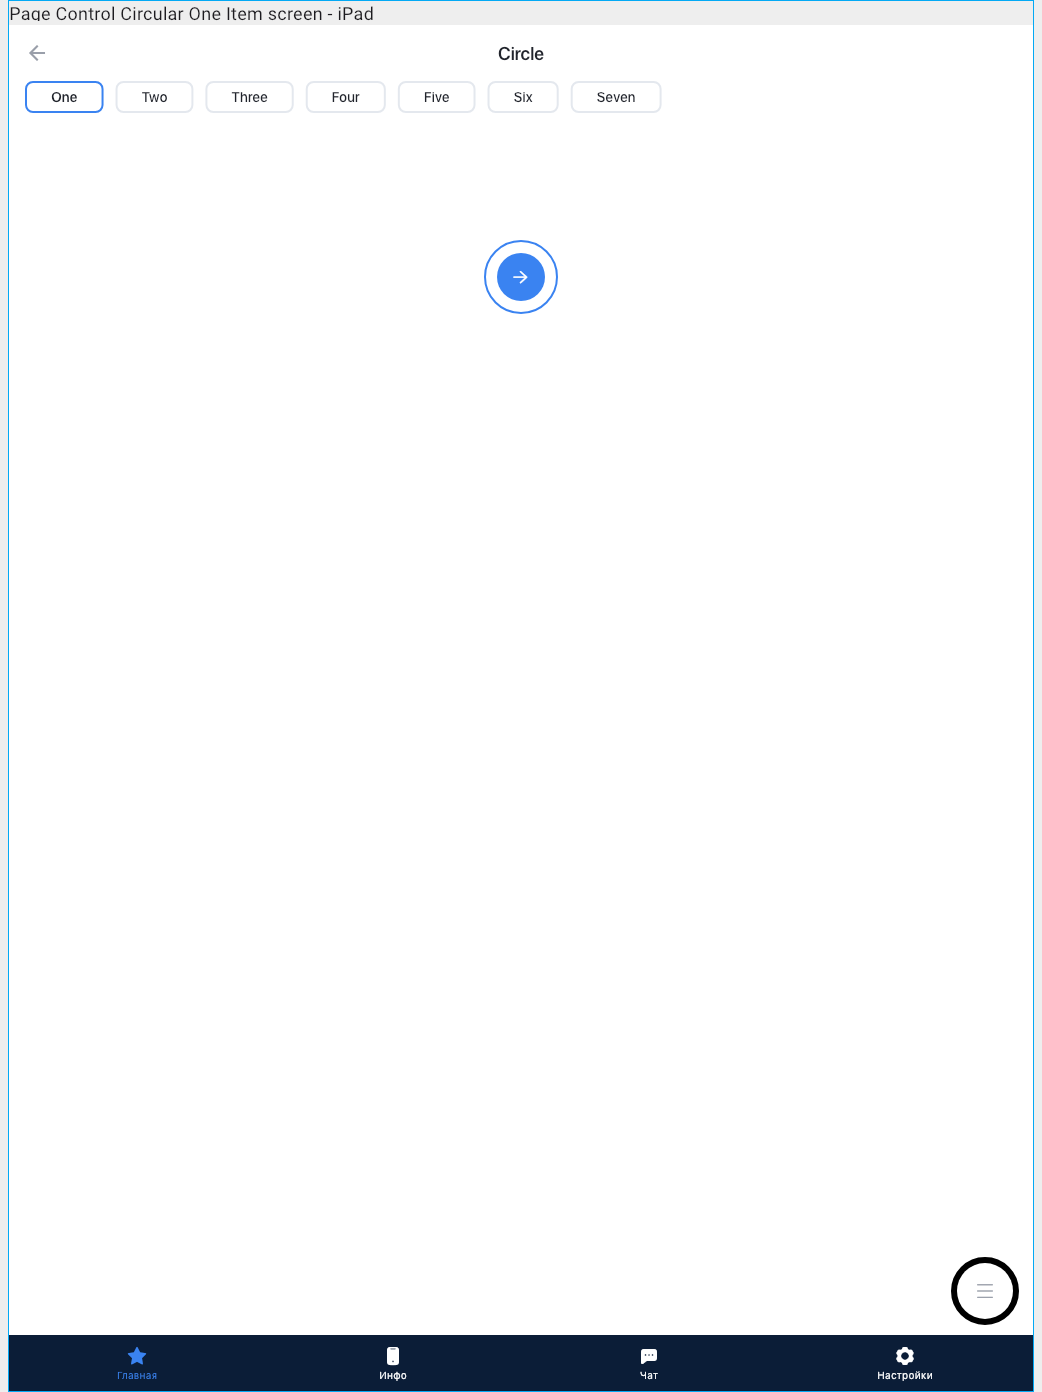 Page Control Circular One Item screen - iPad
Circle
One Two Three Four Five Six Seven
Главная Инфо Чат Настройки